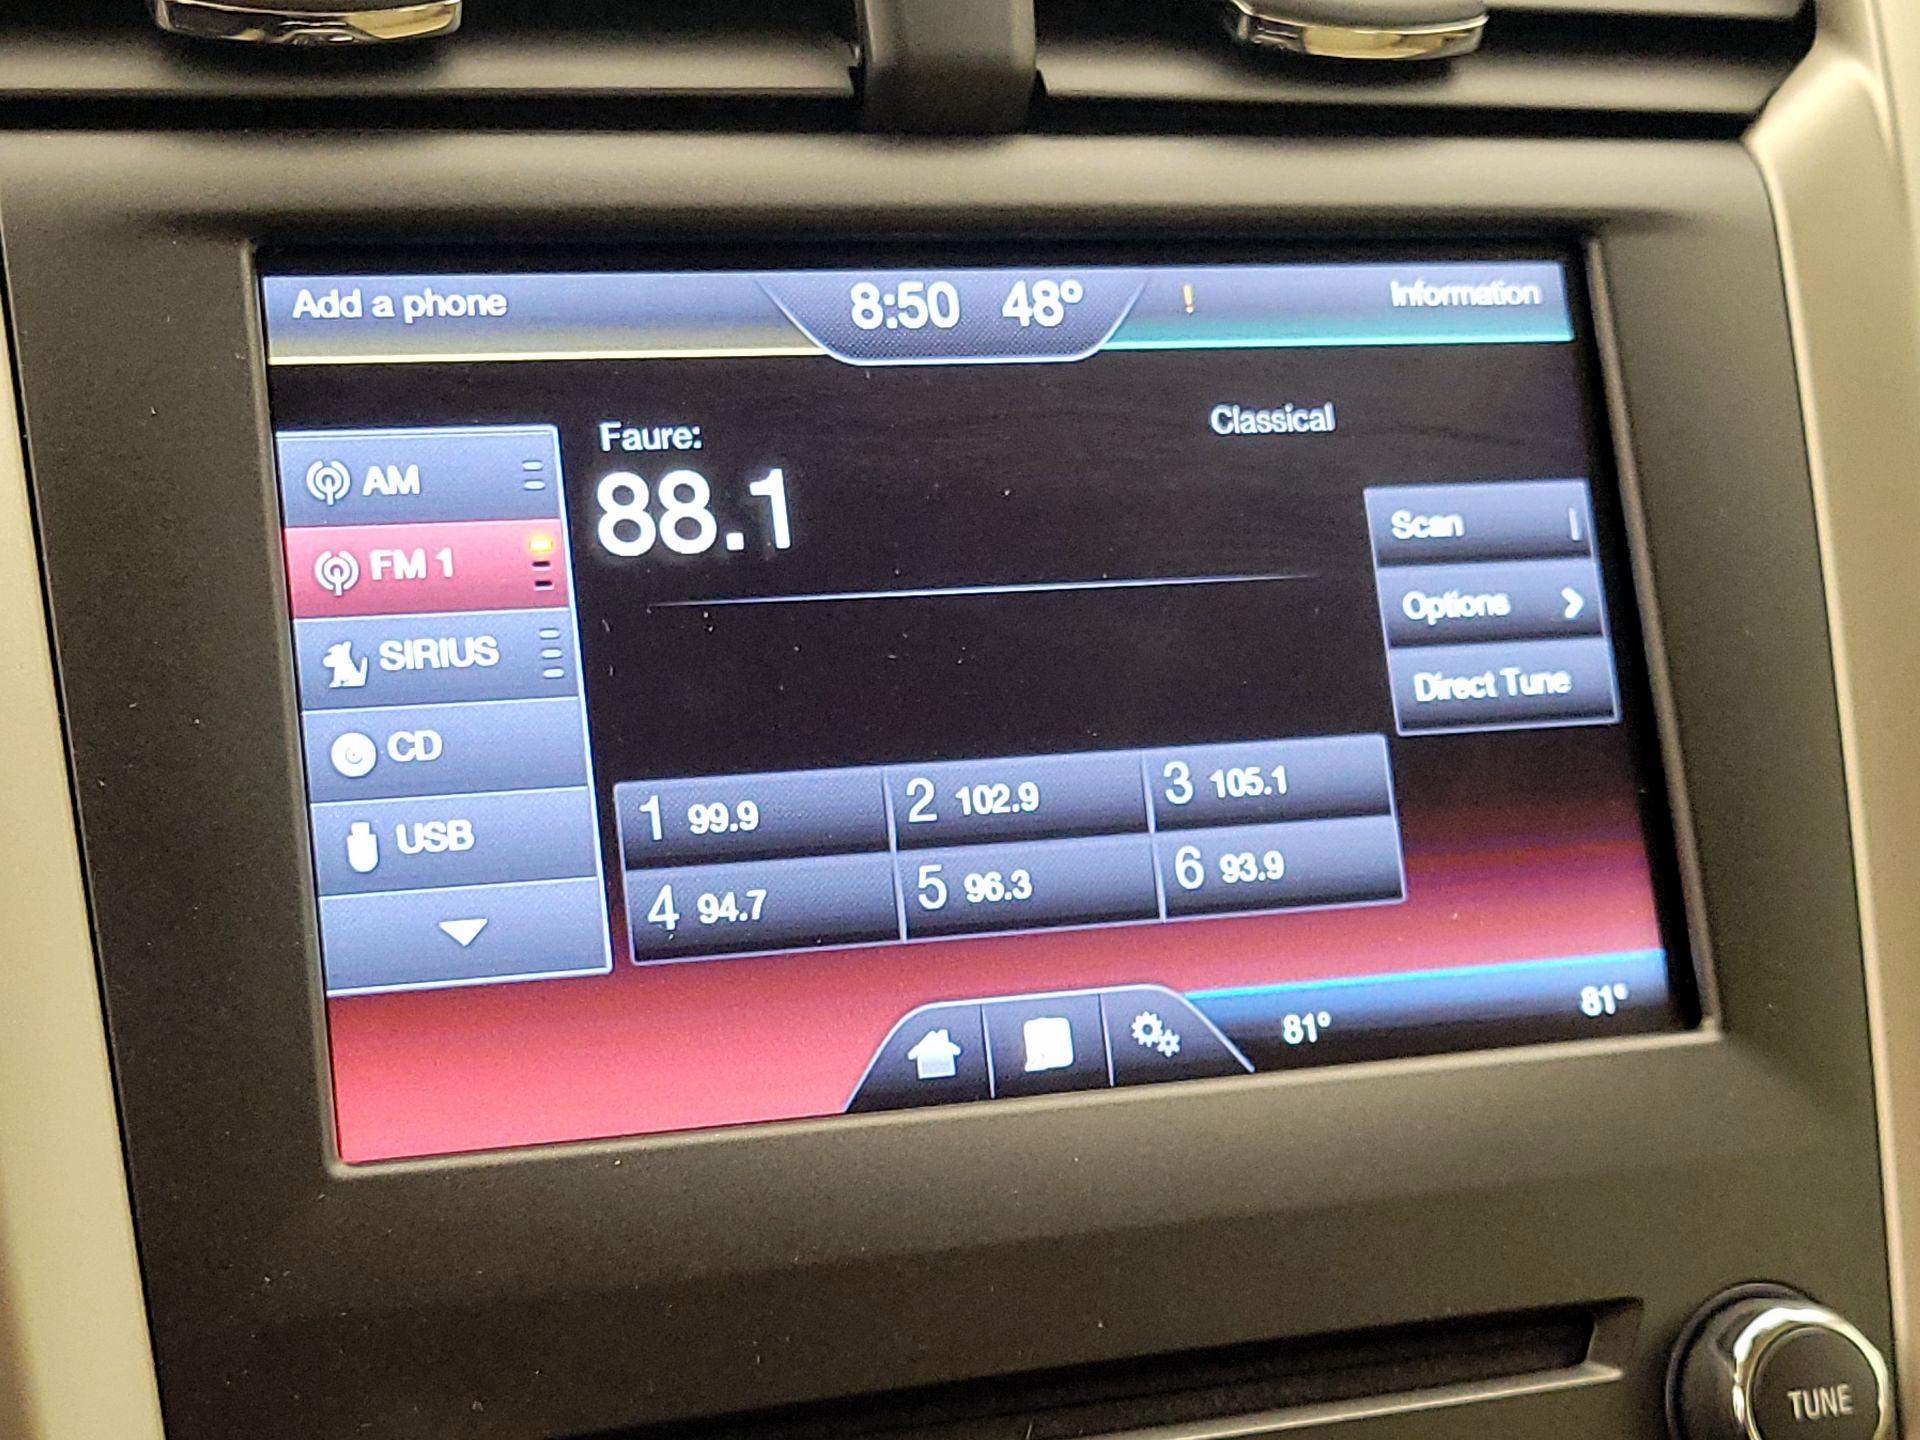 Add a phone
8:50 48°
!
Information
Faure:
Classical
88.1
AM
FM 1
SIRIUS
CD
USB
Scan
Options
Direct Tune
1 99.9
2 102.9
3 105.1
4 94.7
5 96.3
6 93.9
81°
81°
TUNE